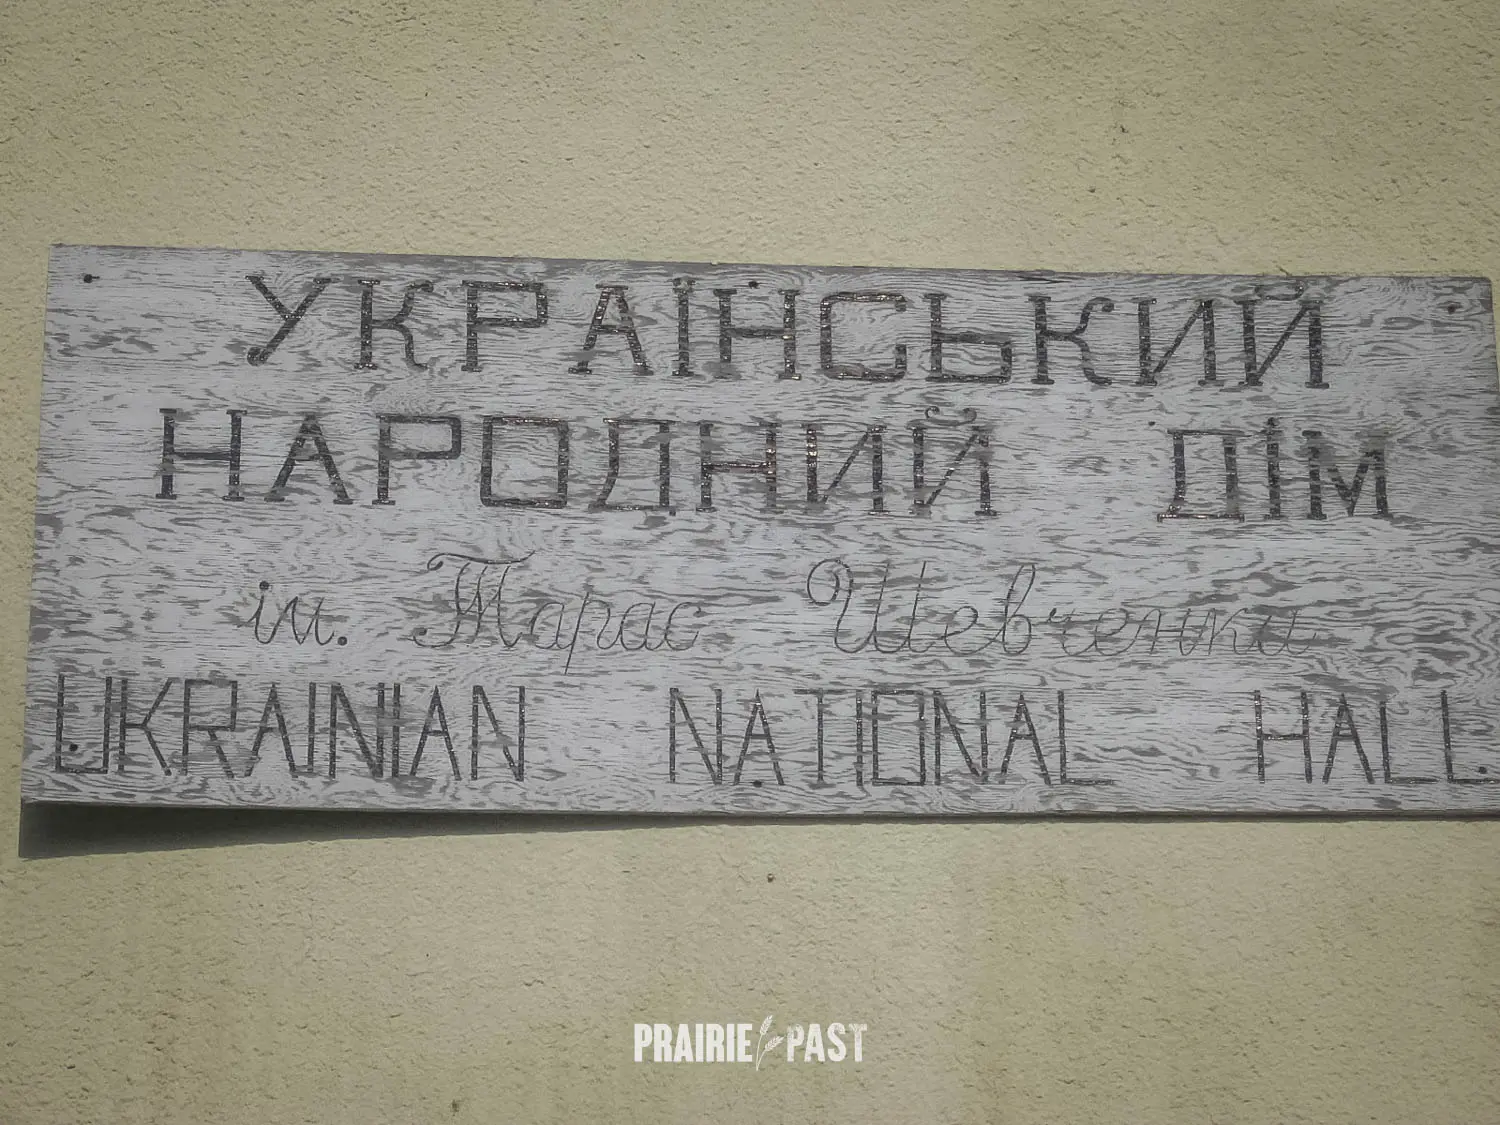 УКРАЇНСЬКИЙ
НАРОДНИЙ ДІМ
ім. Тарас Шевченка
UKRAINIAN NATIONAL HALL
PRAIRIE PAST